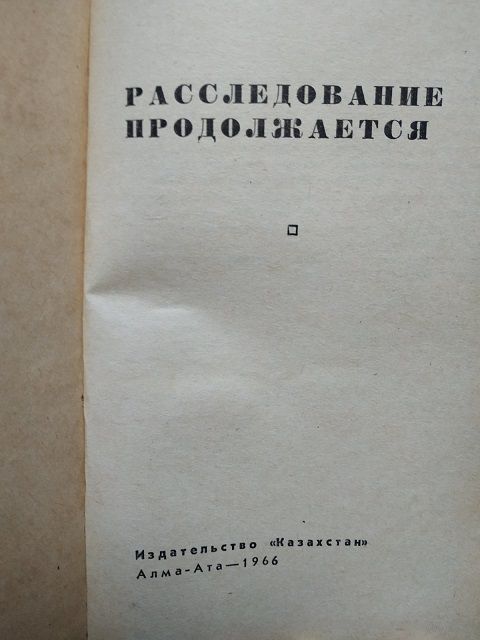 РАССЛЕДОВАНИЕ
ПРОДОЛЖАЕТСЯ
Издательство «Казахстан»
Алма-Ата—1966